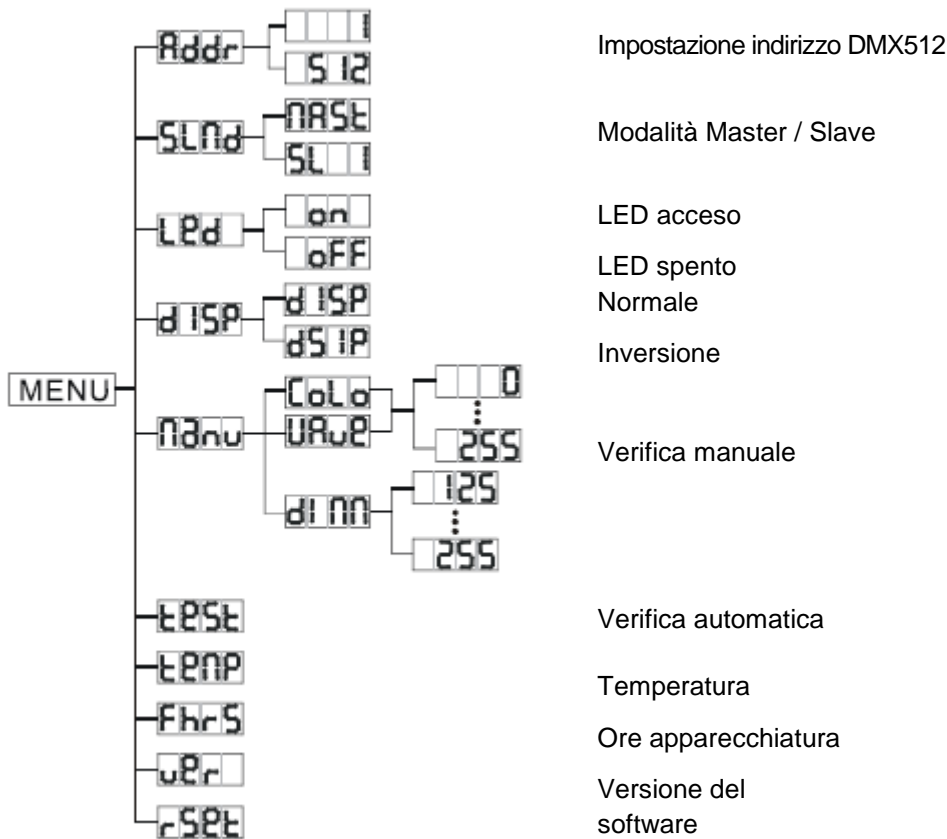 1
Addr
Impostazione indirizzo DMX512
512
MASt
SLMd
Modalità Master / Slave
SL 1
on
LED acceso
Led
oFF
LED spento
dISP
Normale
dISP
dSIP
Inversione
0
MENU
CoLo
Manu
WAve
255
Verifica manuale
125
dIMM
255
teSt
Verifica automatica
teMP
Temperatura
FhrS
Ore apparecchiatura
ver
Versione del
rSet
software